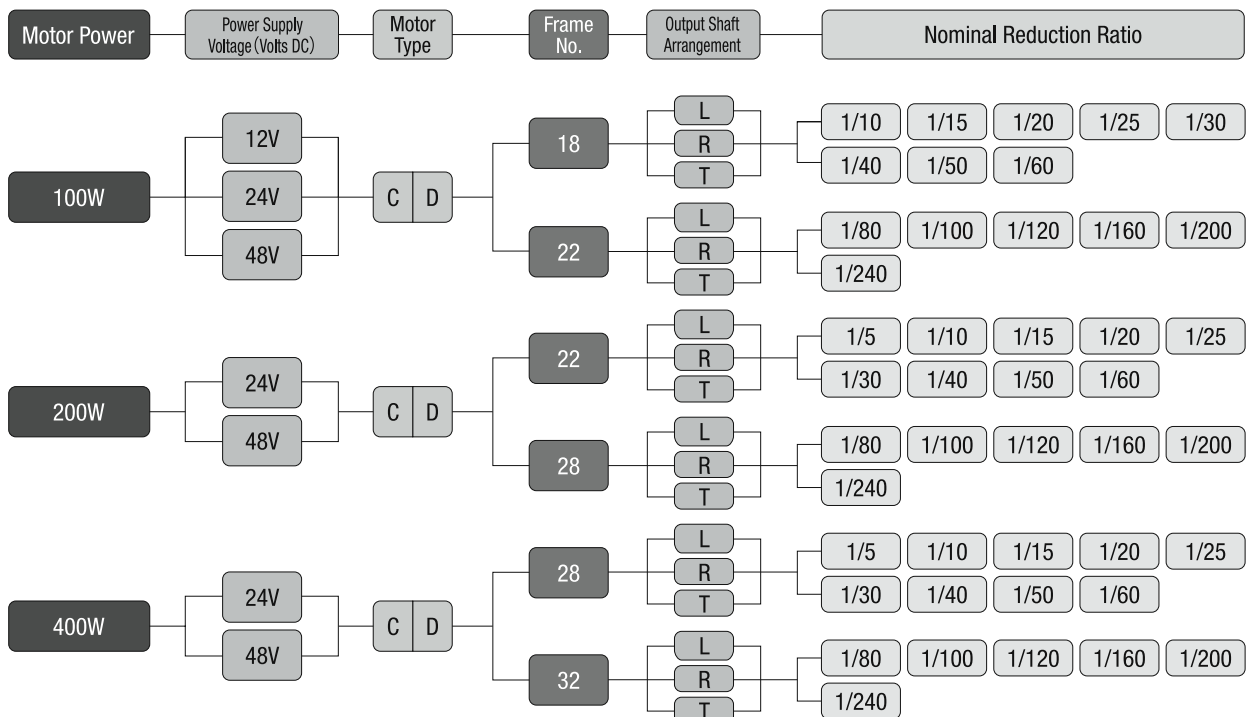 Motor Power
Power Supply
Voltage (Volts DC)
Motor
Type
Frame
No.
Output Shaft
Arrangement
Nominal Reduction Ratio
100W
12V
24V
48V
C D
18
L
R
T
1/10 1/15 1/20 1/25 1/30
1/40 1/50 1/60
22
L
R
T
1/80 1/100 1/120 1/160 1/200
1/240
200W
24V
48V
C D
22
L
R
T
1/5 1/10 1/15 1/20 1/25
1/30 1/40 1/50 1/60
28
L
R
T
1/80 1/100 1/120 1/160 1/200
1/240
400W
24V
48V
C D
28
L
R
T
1/5 1/10 1/15 1/20 1/25
1/30 1/40 1/50 1/60
32
L
R
T
1/80 1/100 1/120 1/160 1/200
1/240